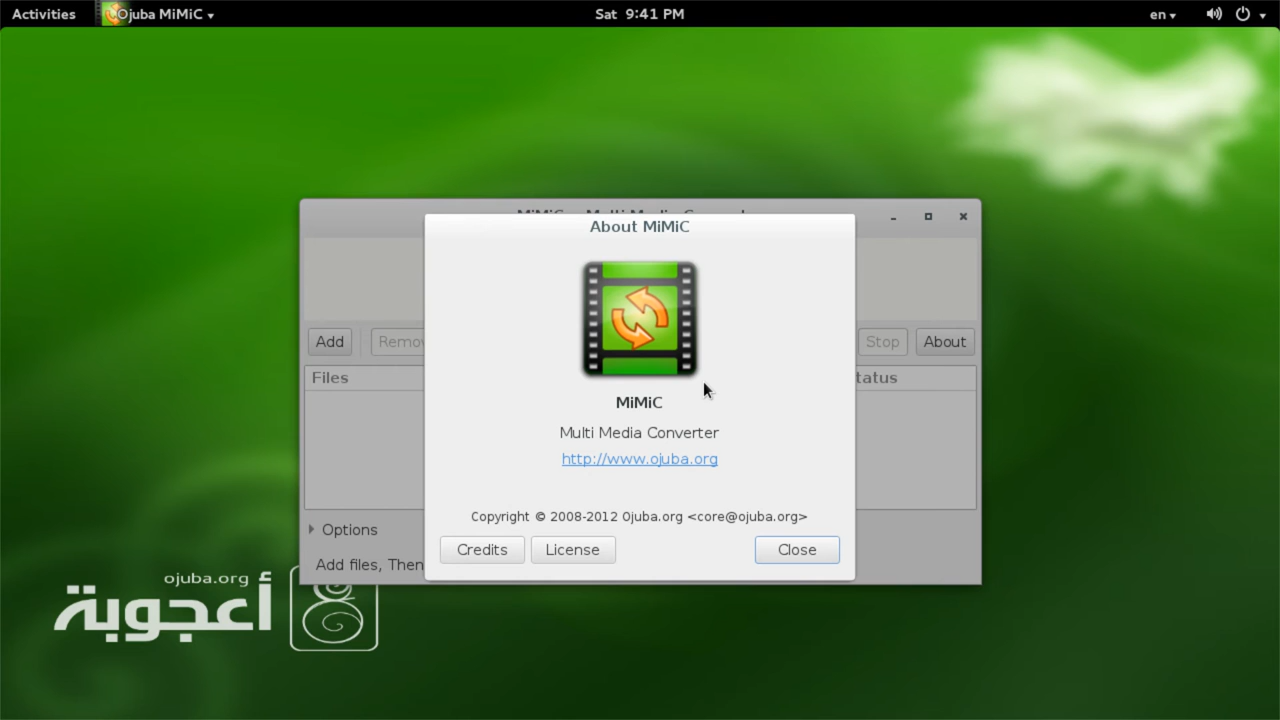 Activities
Ojuba MiMiC
Sat 9:41 PM
en
About MiMiC
Add
Stop
About
Files
MiMiC
Multi Media Converter
http://www.ojuba.org
Copyright © 2008-2012 Ojuba.org <core@ojuba.org>
Options
Credits
License
Close
Add files, Then
ojuba.org
أعجوبة